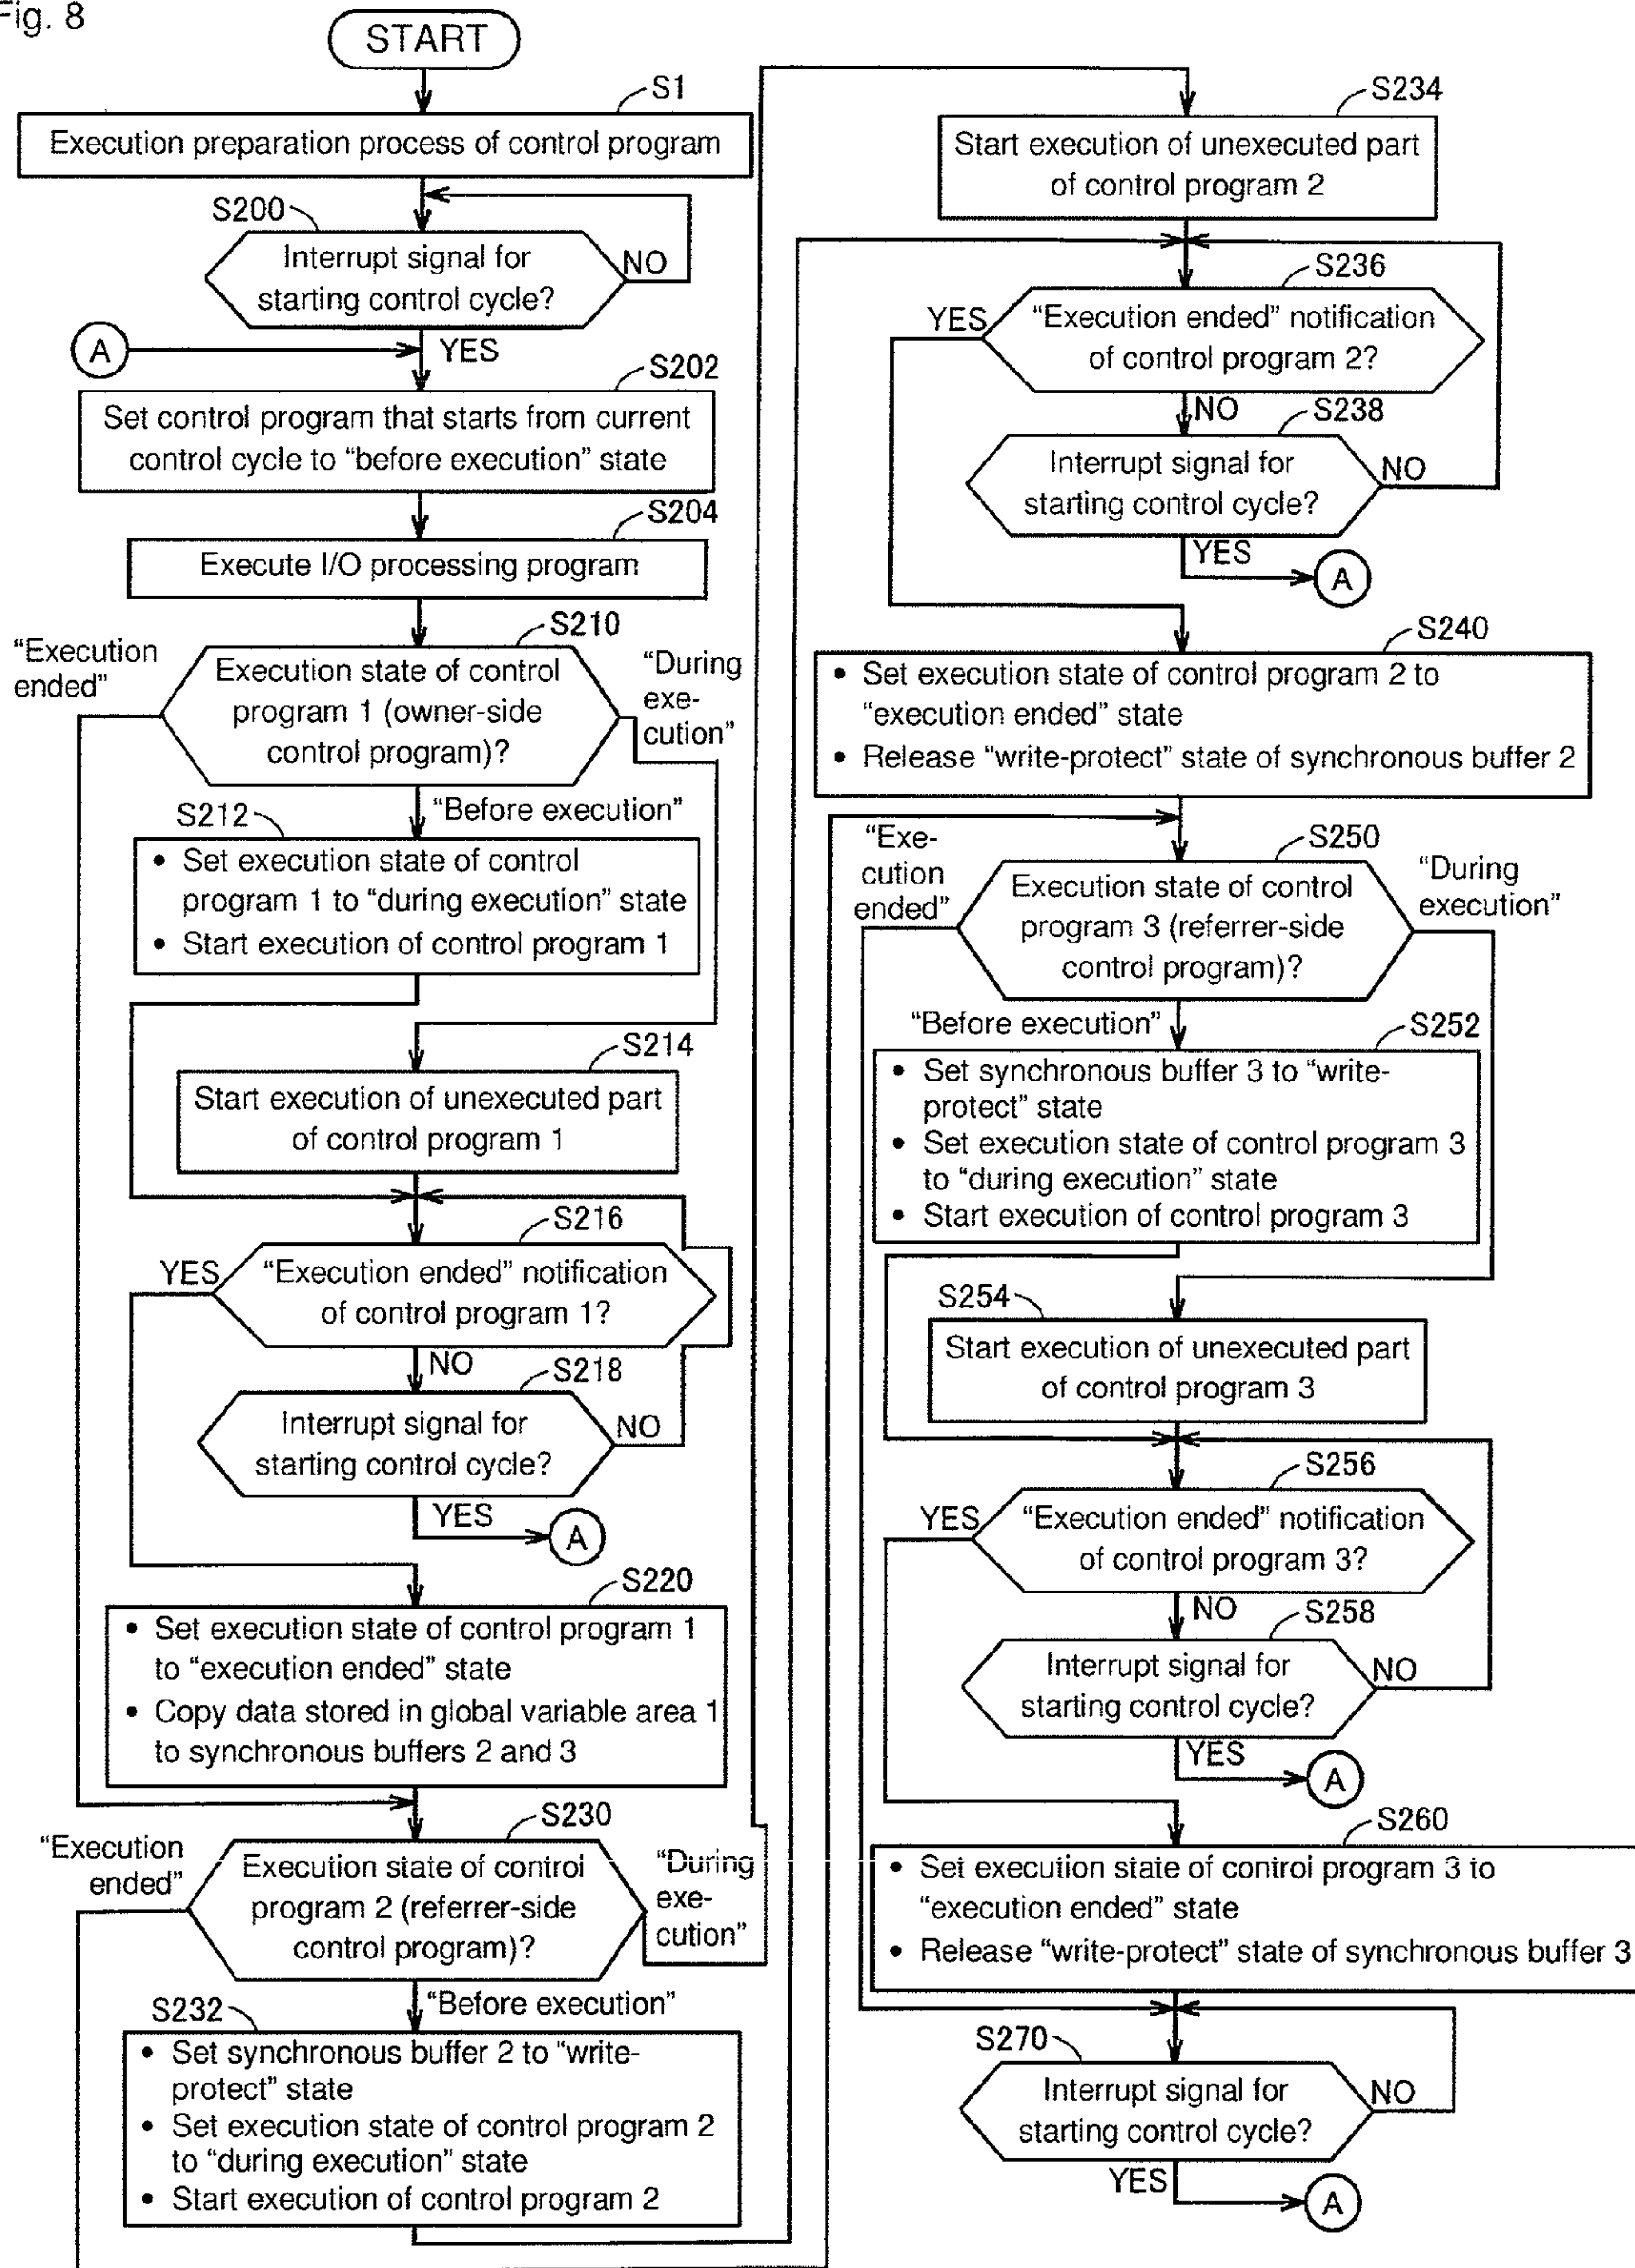 Fig. 8
START
S1
Execution preparation process of control program
S200
Interrupt signal for
starting control cycle?
NO
A
YES
S202
Set control program that starts from current
control cycle to “before execution” state
S204
Execute I/O processing program
S210
“Execution
ended”
Execution state of control
program 1 (owner-side
control program)?
“During
exe-
cution”
“Before execution”
S212
• Set execution state of control
program 1 to “during execution” state
• Start execution of control program 1
S214
Start execution of unexecuted part
of control program 1
S216
YES
“Execution ended” notification
of control program 1?
NO
S218
Interrupt signal for
starting control cycle?
NO
YES
A
S220
• Set execution state of control program 1
to “execution ended” state
• Copy data stored in global variable area 1
to synchronous buffers 2 and 3
S230
“Execution
ended”
Execution state of control
program 2 (referrer-side
control program)?
“During
exe-
cution”
“Before execution”
S232
• Set synchronous buffer 2 to “write-
protect” state
• Set execution state of control program 2
to “during execution” state
• Start execution of control program 2
S234
Start execution of unexecuted part
of control program 2
S236
YES
“Execution ended” notification
of control program 2?
NO
S238
Interrupt signal for
starting control cycle?
NO
YES
A
S240
• Set execution state of control program 2 to
“execution ended” state
• Release “write-protect” state of synchronous buffer 2
S250
“Exe-
cution
ended”
Execution state of control
program 3 (referrer-side
control program)?
“During
execution”
“Before execution”
S252
• Set synchronous buffer 3 to “write-
protect” state
• Set execution state of control program 3
to “during execution” state
• Start execution of control program 3
S254
Start execution of unexecuted part
of control program 3
S256
YES
“Execution ended” notification
of control program 3?
NO
S258
Interrupt signal for
starting control cycle?
NO
YES
A
S260
• Set execution state of control program 3 to
“execution ended” state
• Release “write-protect” state of synchronous buffer 3
S270
Interrupt signal for
starting control cycle?
NO
YES
A